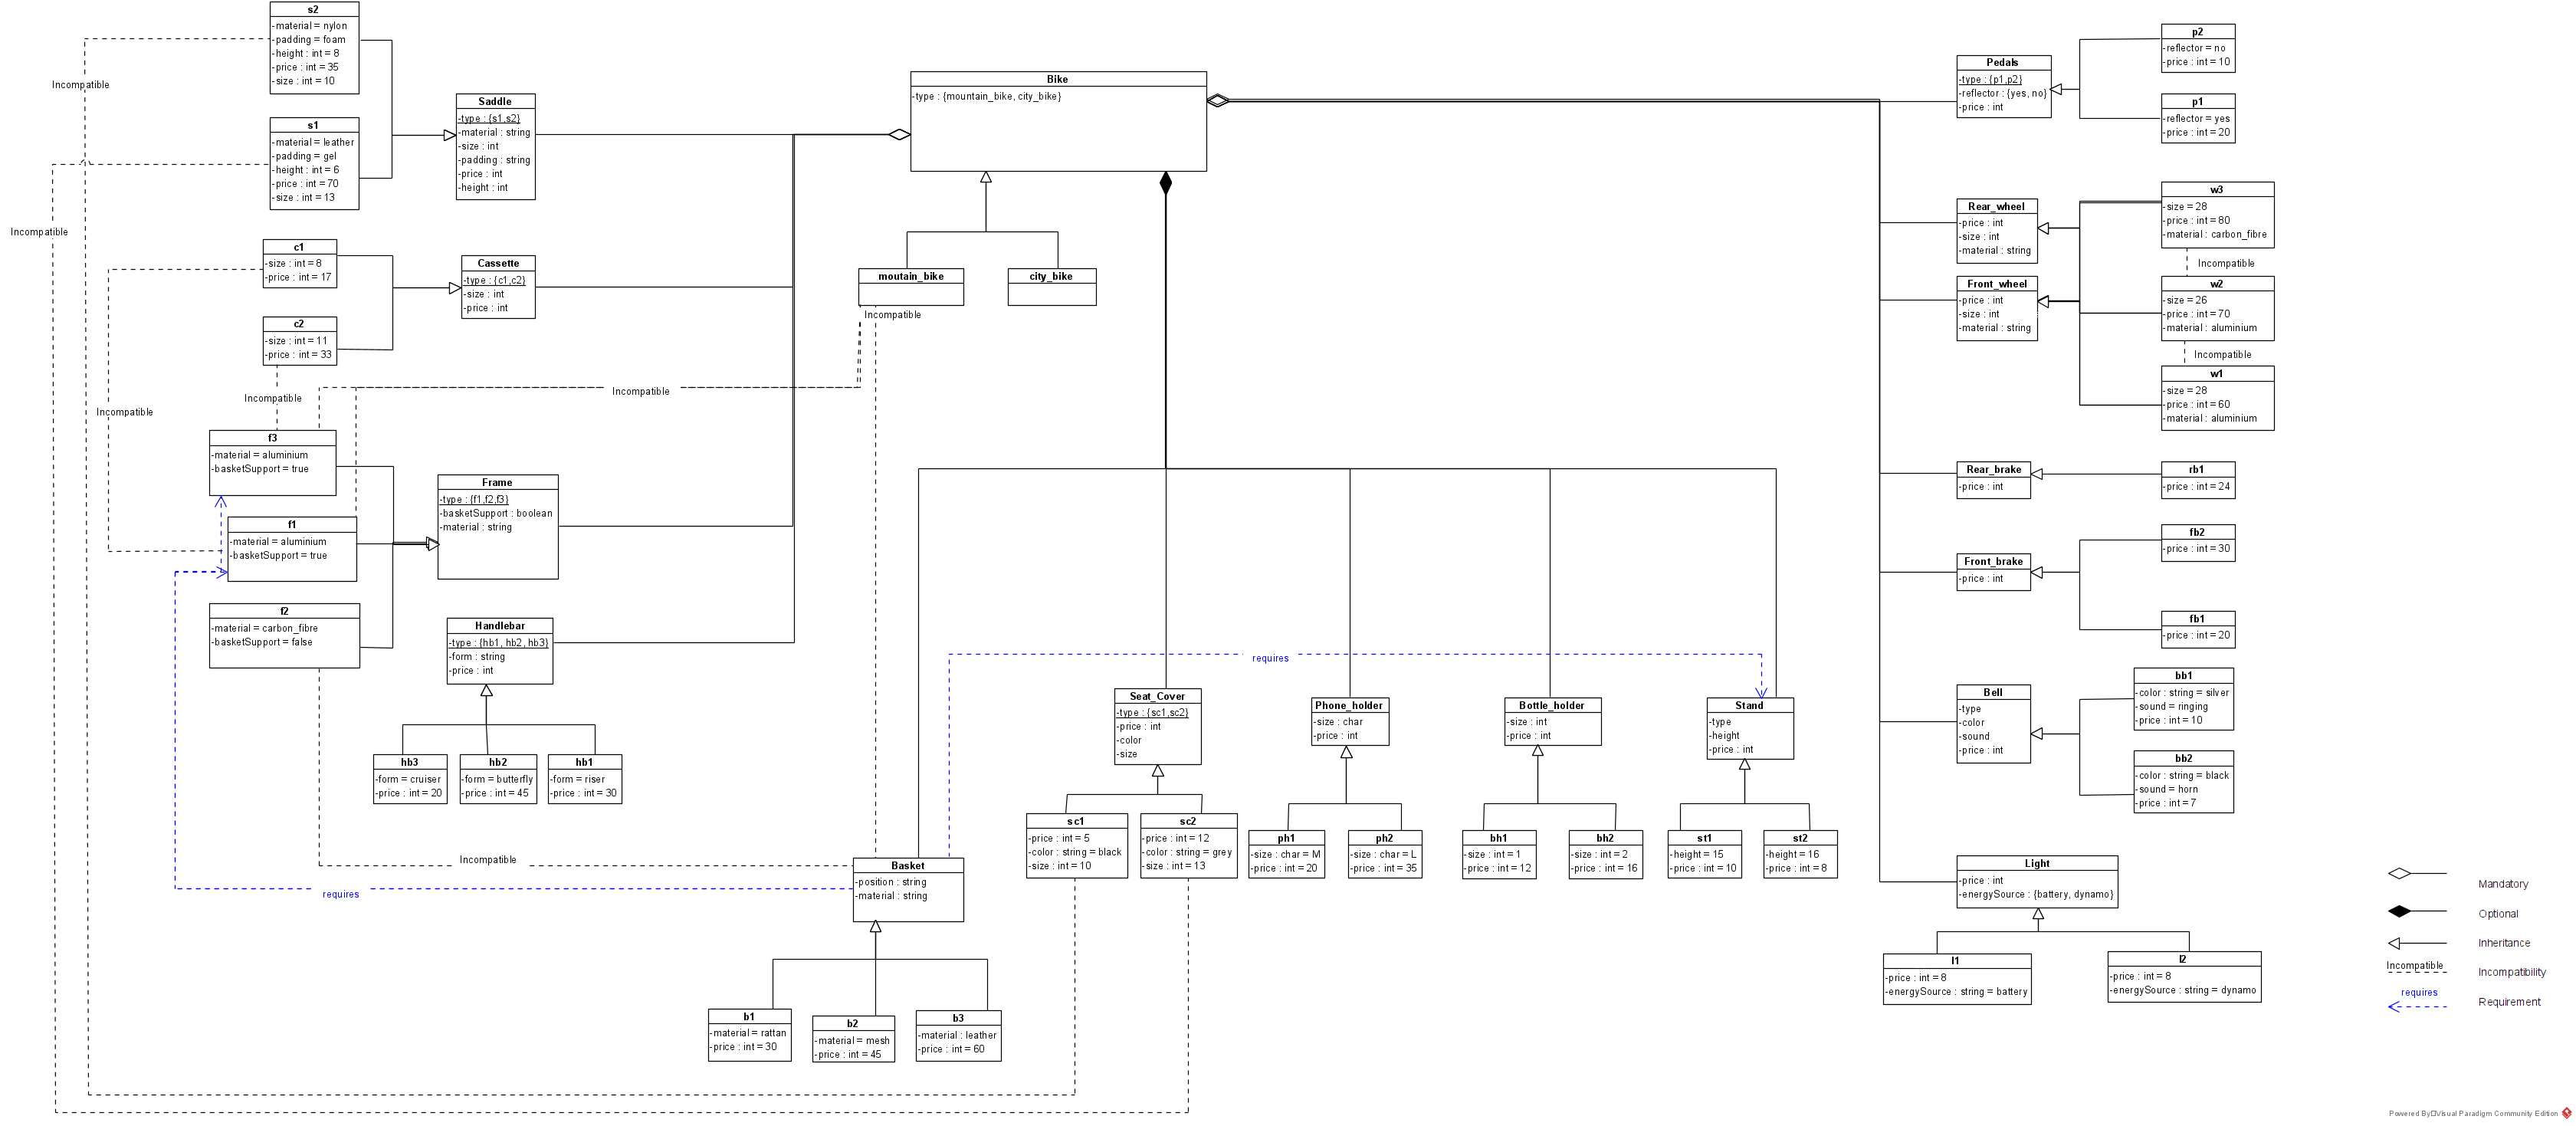 s2
-material = nylon
-padding = foam
-height : int = 8
-price : int = 35
-size : int = 10
Incompatible
s1
-material = leather
-padding = gel
-height : int = 6
-price : int = 70
-size : int = 13
Incompatible
Saddle
-type : {s1,s2}
-material : string
-size : int
-padding : string
-price : int
-height : int
c1
-size : int = 8
-price : int = 17
c2
-size : int = 11
-price : int = 33
Cassette
-type : {c1,c2}
-size : int
-price : int
Incompatible
Incompatible
Incompatible
Incompatible
f3
-material = aluminium
-basketSupport = true
f1
-material = aluminium
-basketSupport = true
f2
-material = carbon_fibre
-basketSupport = false
Frame
-type : {f1,f2,f3}
-basketSupport : boolean
-material : string
Handlebar
-type : {hb1, hb2, hb3}
-form : string
-price : int
hb3
-form = cruiser
-price : int = 20
hb2
-form = butterfly
-price : int = 45
hb1
-form = riser
-price : int = 30
Incompatible
requires
Bike
-type : {mountain_bike, city_bike}
moutain_bike
city_bike
Basket
-position : string
-material : string
b1
-material = rattan
-price : int = 30
b2
-material = mesh
-price : int = 45
b3
-material : leather
-price : int = 60
requires
Seat_Cover
-type : {sc1,sc2}
-price : int
-color
-size
sc1
-price : int = 5
-color : string = black
-size : int = 10
sc2
-price : int = 12
-color : string = grey
-size : int = 13
Phone_holder
-size : char
-price : int
ph1
-size : char = M
-price : int = 20
ph2
-size : char = L
-price : int = 35
Bottle_holder
-size : int
-price : int
bh1
-size : int = 1
-price : int = 12
bh2
-size : int = 2
-price : int = 16
Stand
-type
-height
-price : int
st1
-height = 15
-price : int = 10
st2
-height = 16
-price : int = 8
Pedals
-type : {p1,p2}
-reflector : {yes, no}
-price : int
p2
-reflector = no
-price : int = 10
p1
-reflector = yes
-price : int = 20
Rear_wheel
-price : int
-size : int
-material : string
Front_wheel
-price : int
-size : int
-material : string
w3
-size = 28
-price : int = 80
-material : carbon_fibre
Incompatible
w2
-size = 26
-price : int = 70
-material : aluminium
Incompatible
w1
-size = 28
-price : int = 60
-material : aluminium
Rear_brake
-price : int
rb1
-price : int = 24
Front_brake
-price : int
fb2
-price : int = 30
fb1
-price : int = 20
Bell
-type
-color
-sound
-price : int
bb1
-color : string = silver
-sound = ringing
-price : int = 10
bb2
-color : string = black
-sound = horn
-price : int = 7
Light
-price : int
-energySource : {battery, dynamo}
l1
-price : int = 8
-energySource : string = battery
l2
-price : int = 8
-energySource : string = dynamo
Mandatory
Optional
Inheritance
Incompatible
Incompatibility
requires
Requirement
Powered By□Visual Paradigm Community Edition